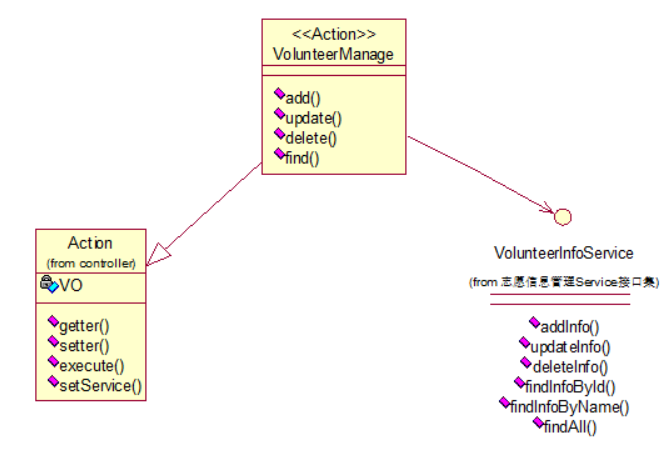 <<Action>>
VolunteerManage
add()
update()
delete()
find()
Action
(from controller)
VO
getter()
setter()
execute()
setService()
VolunteerInfoService
(from 志愿信息管理Service接口集)
addInfo()
updateInfo()
deleteInfo()
findInfoById()
findInfoByName()
findAll()